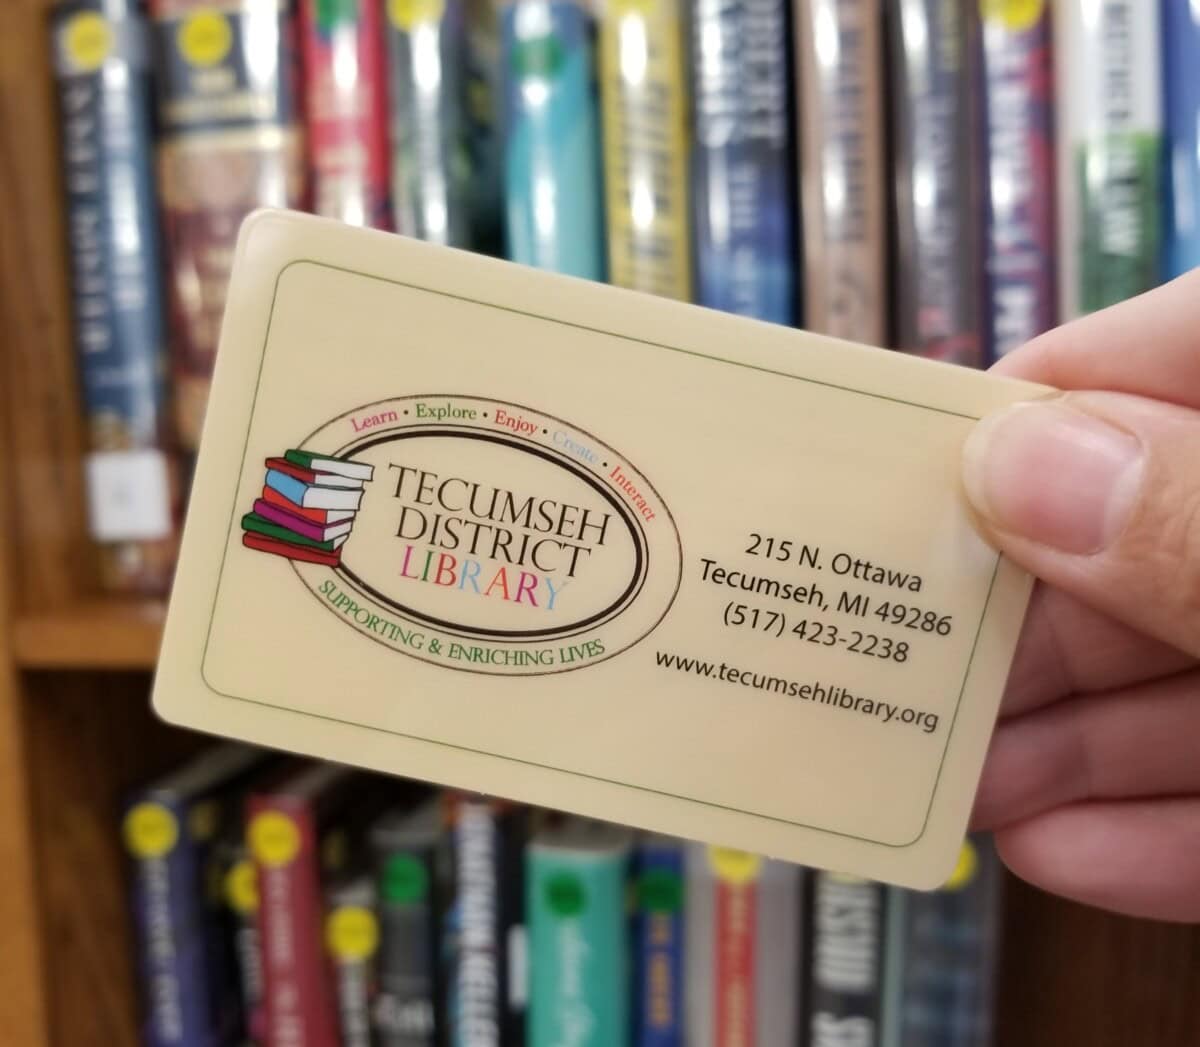 Learn • Explore • Enjoy • Create • Interact
TECUMSEH
DISTRICT
LIBRARY
SUPPORTING & ENRICHING LIVES
215 N. Ottawa
Tecumseh, MI 49286
(517) 423-2238
www.tecumsehlibrary.org